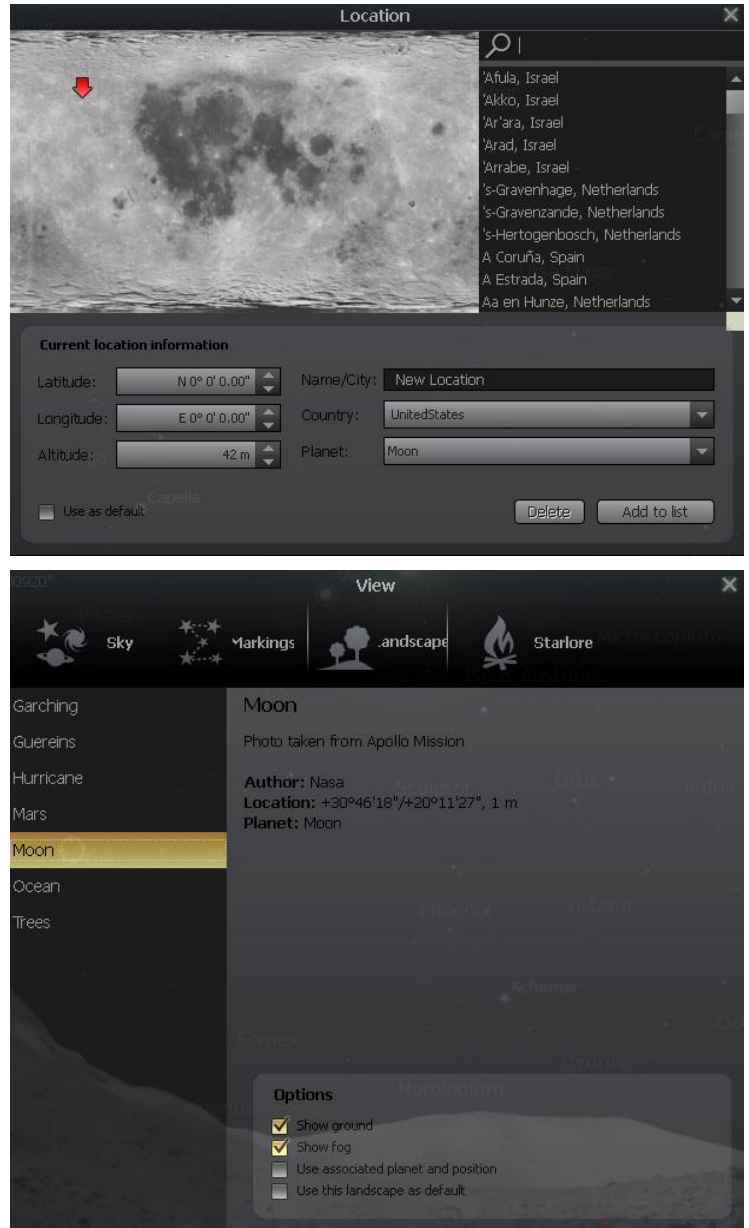 Location
'Afula, Israel
'Akko, Israel
Ar'ara, Israel
'Arad, Israel
'Arrabe, Israel
's-Gravenhage, Netherlands
's-Gravenzande, Netherlands
's-Hertogenbosch, Netherlands
A Coruña, Spain
A Estrada, Spain
Aa en Hunze, Netherlands
Current location information
Latitude: N 0° 0' 0.00" Name/City: New Location
Longitude: E 0° 0' 0.00" Country: UnitedStates
Altitude: 42 m Planet: Moon
Capella
Use as default Delete Add to list
0920"
View
Pisces
Sky Markings andscape Starlore Microscopium
Piscis Austrinus
Garching Moon
Guereins Photo taken from Apollo Mission
Hurricane Author: Nasa
Sculptor Grus Indus
Location: +30°46'18"/+20°11'27", 1 m
Mars Planet: Moon
Moon
Ocean
Phoenix Tucana
Trees
Achernar
Fornax
Hydrus
Horologium
Options
Show ground
Show fog
Use associated planet and position
Use this landscape as default